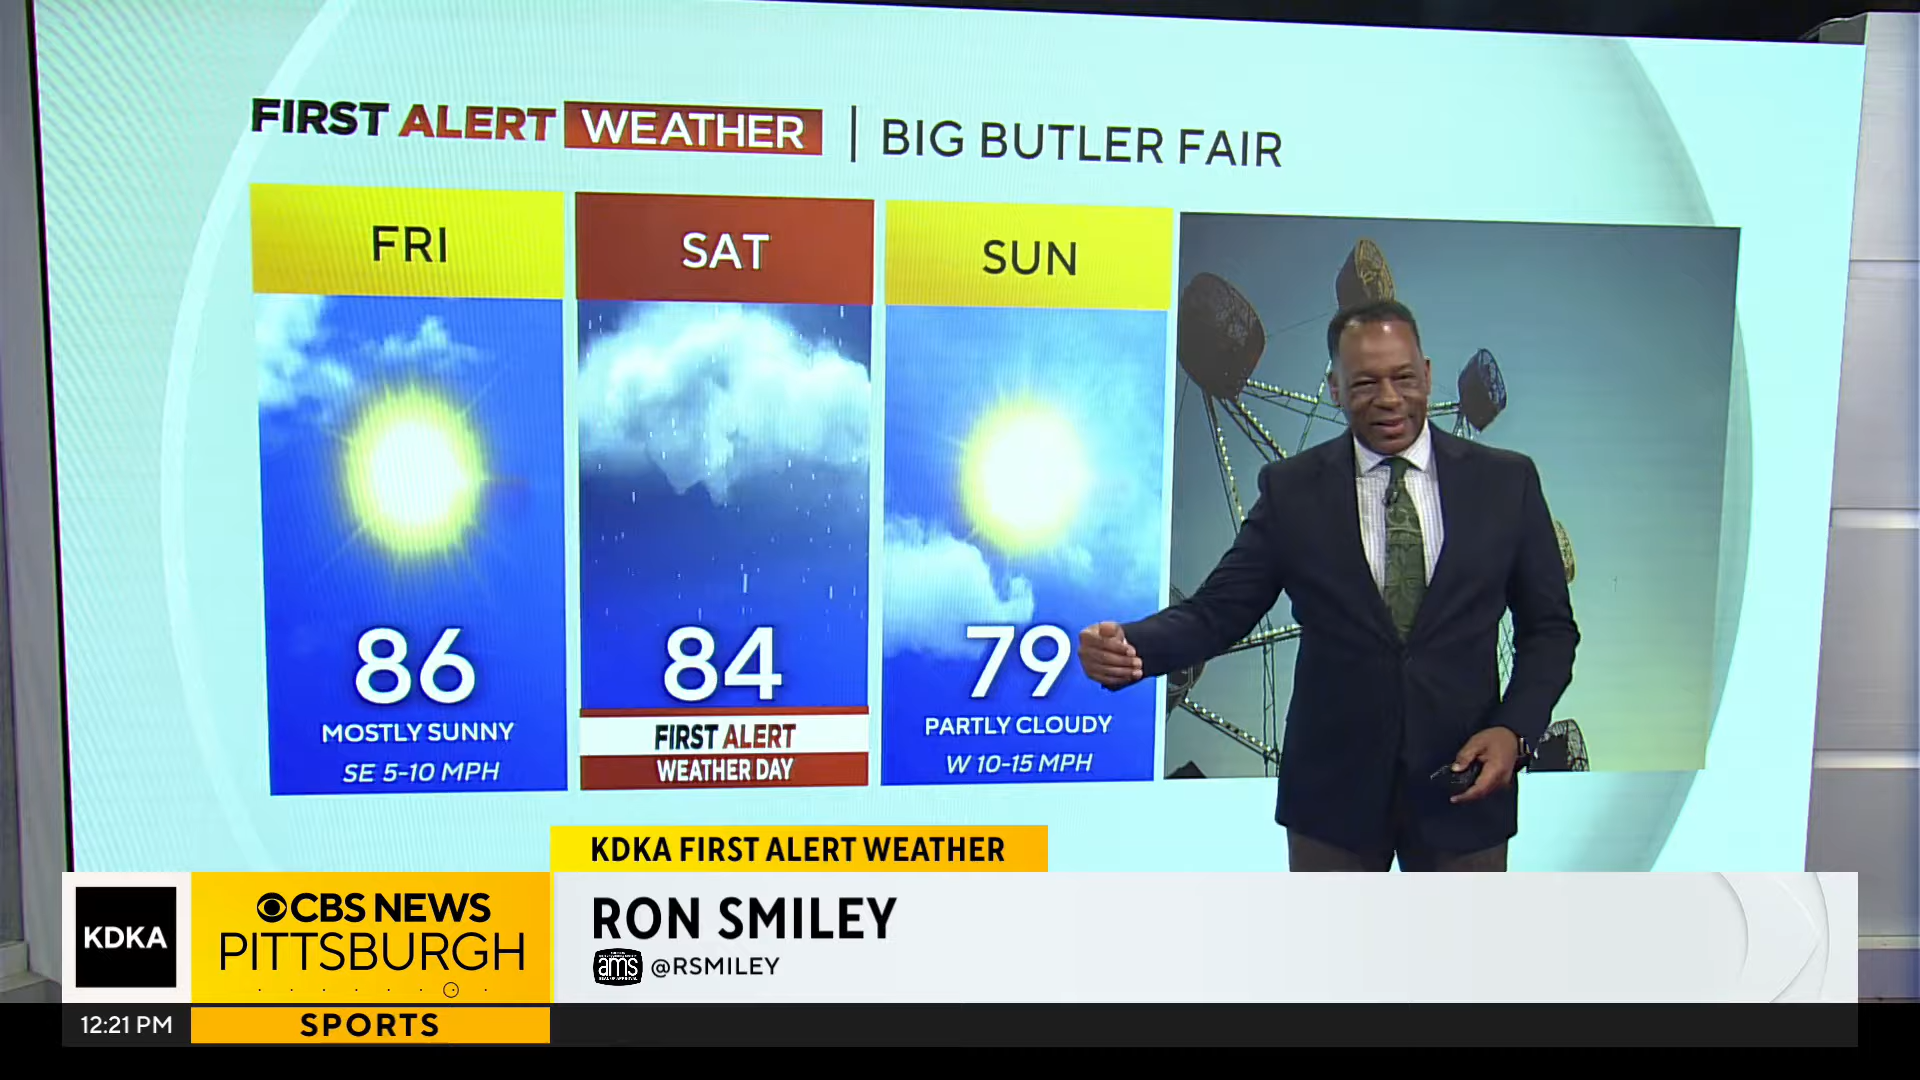 FIRST ALERT WEATHER | BIG BUTLER FAIR
FRI
86
MOSTLY SUNNY
SE 5-10 MPH
SAT
84
FIRST ALERT
WEATHER DAY
SUN
79
PARTLY CLOUDY
W 10-15 MPH
KDKA FIRST ALERT WEATHER
RON SMILEY
ams @RSMILEY
KDKA
CBS NEWS
PITTSBURGH
12:21 PM
SPORTS